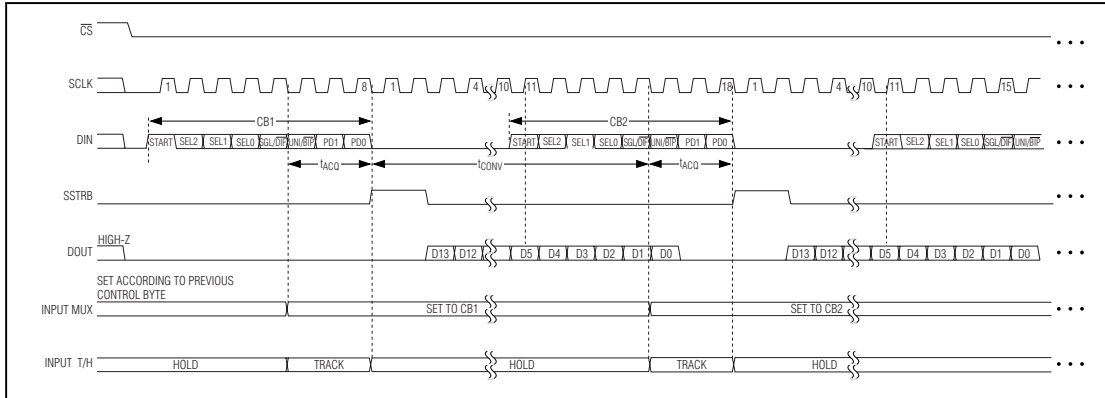 CS
SCLK 1 8 1 4 10 11 18 1 4 10 11 15
CB1 CB2
DIN START SEL2 SEL1 SEL0 SGL/DIF UNI/BIP PD1 PD0 START SEL2 SEL1 SEL0 SGL/DIF UNI/BIP PD1 PD0 START SEL2 SEL1 SEL0 SGL/DIF UNI/BIP
tACQ tCONV tACQ
SSTRB
HIGH-Z
DOUT D13 D12 D5 D4 D3 D2 D1 D0 D13 D12 D5 D4 D3 D2 D1 D0
SET ACCORDING TO PREVIOUS
CONTROL BYTE
INPUT MUX SET TO CB1 SET TO CB2
INPUT T/H HOLD TRACK HOLD TRACK HOLD